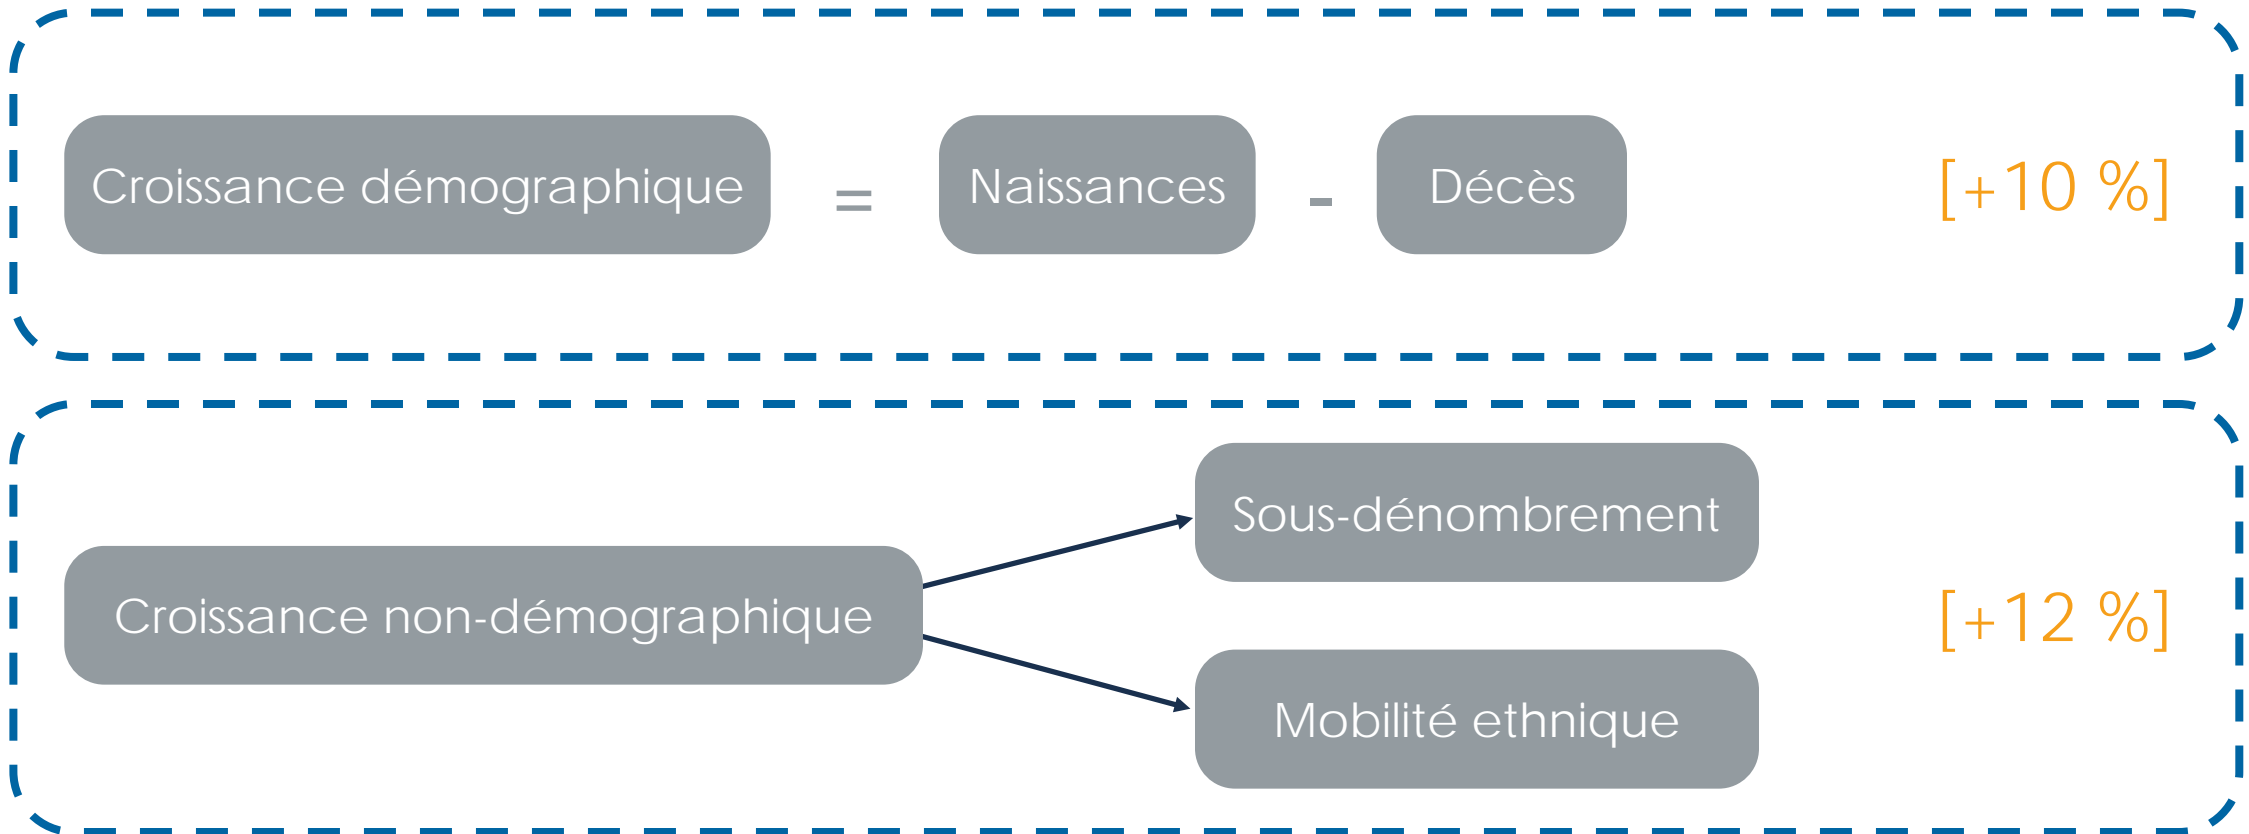 Croissance démographique = Naissances - Décès [+10 %]
Sous-dénombrement
Croissance non-démographique [+12 %]
Mobilité ethnique